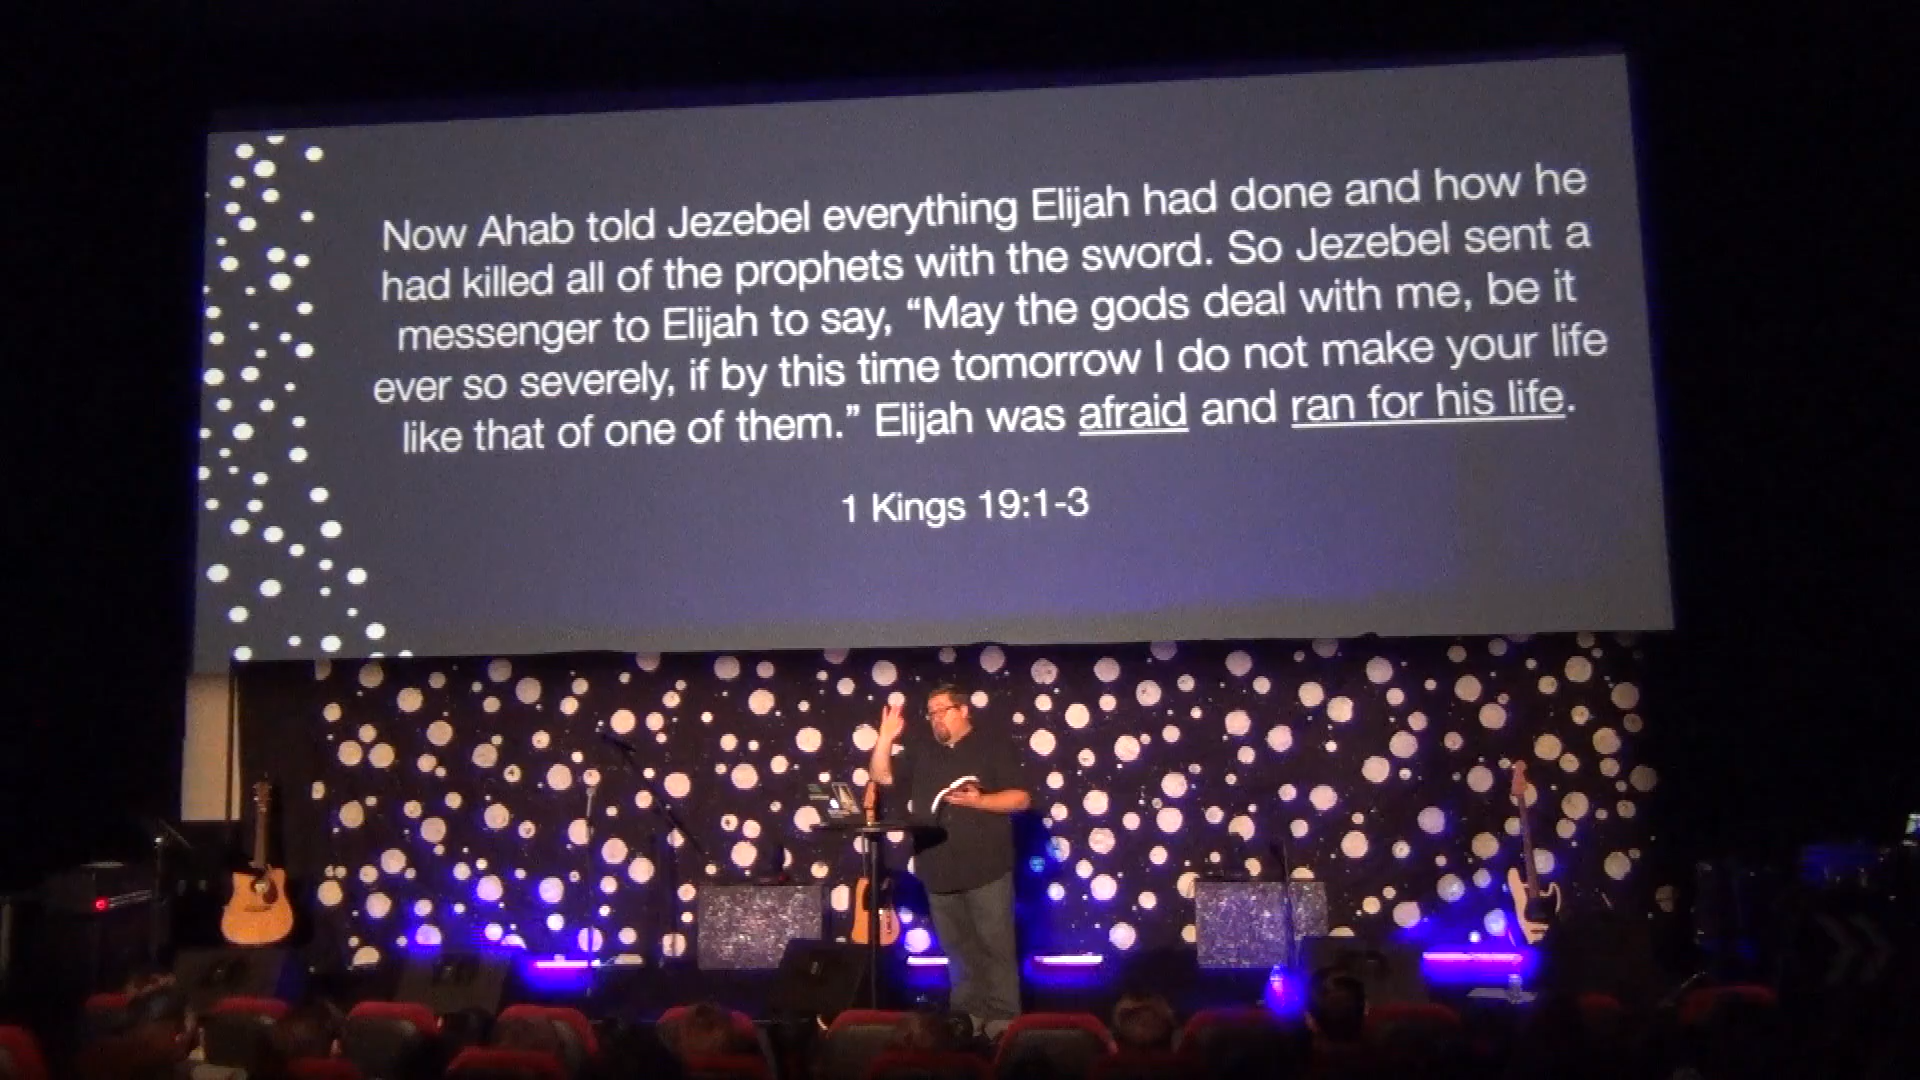 Now Ahab told Jezebel everything Elijah had done and how he
had killed all of the prophets with the sword. So Jezebel sent a
messenger to Elijah to say, “May the gods deal with me, be it
ever so severely, if by this time tomorrow I do not make your life
like that of one of them.” Elijah was afraid and ran for his life.
1 Kings 19:1-3